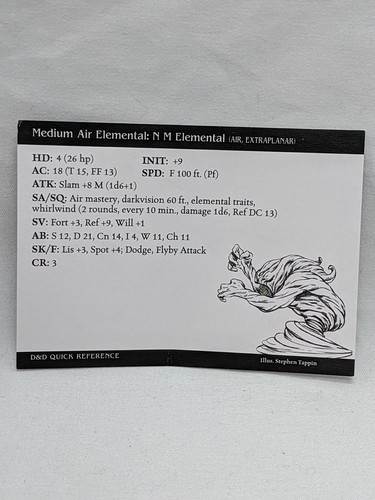 Medium Air Elemental: N M Elemental (AIR, EXTRAPLANAR)
HD: 4 (26 hp) INIT: +9
AC: 18 (T 15, FF 13) SPD: F 100 ft. (Pf)
ATK: Slam +8 M (1d6+1)
SA/SQ: Air mastery, darkvision 60 ft., elemental traits,
whirlwind (2 rounds, every 10 min., damage 1d6, Ref DC 13)
SV: Fort +3, Ref +9, Will +1
AB: S 12, D 21, Cn 14, I 4, W 11, Ch 11
SK/F: Lis +3, Spot +4; Dodge, Flyby Attack
CR: 3
D&D QUICK REFERENCE
Illus. Stephen Tappin